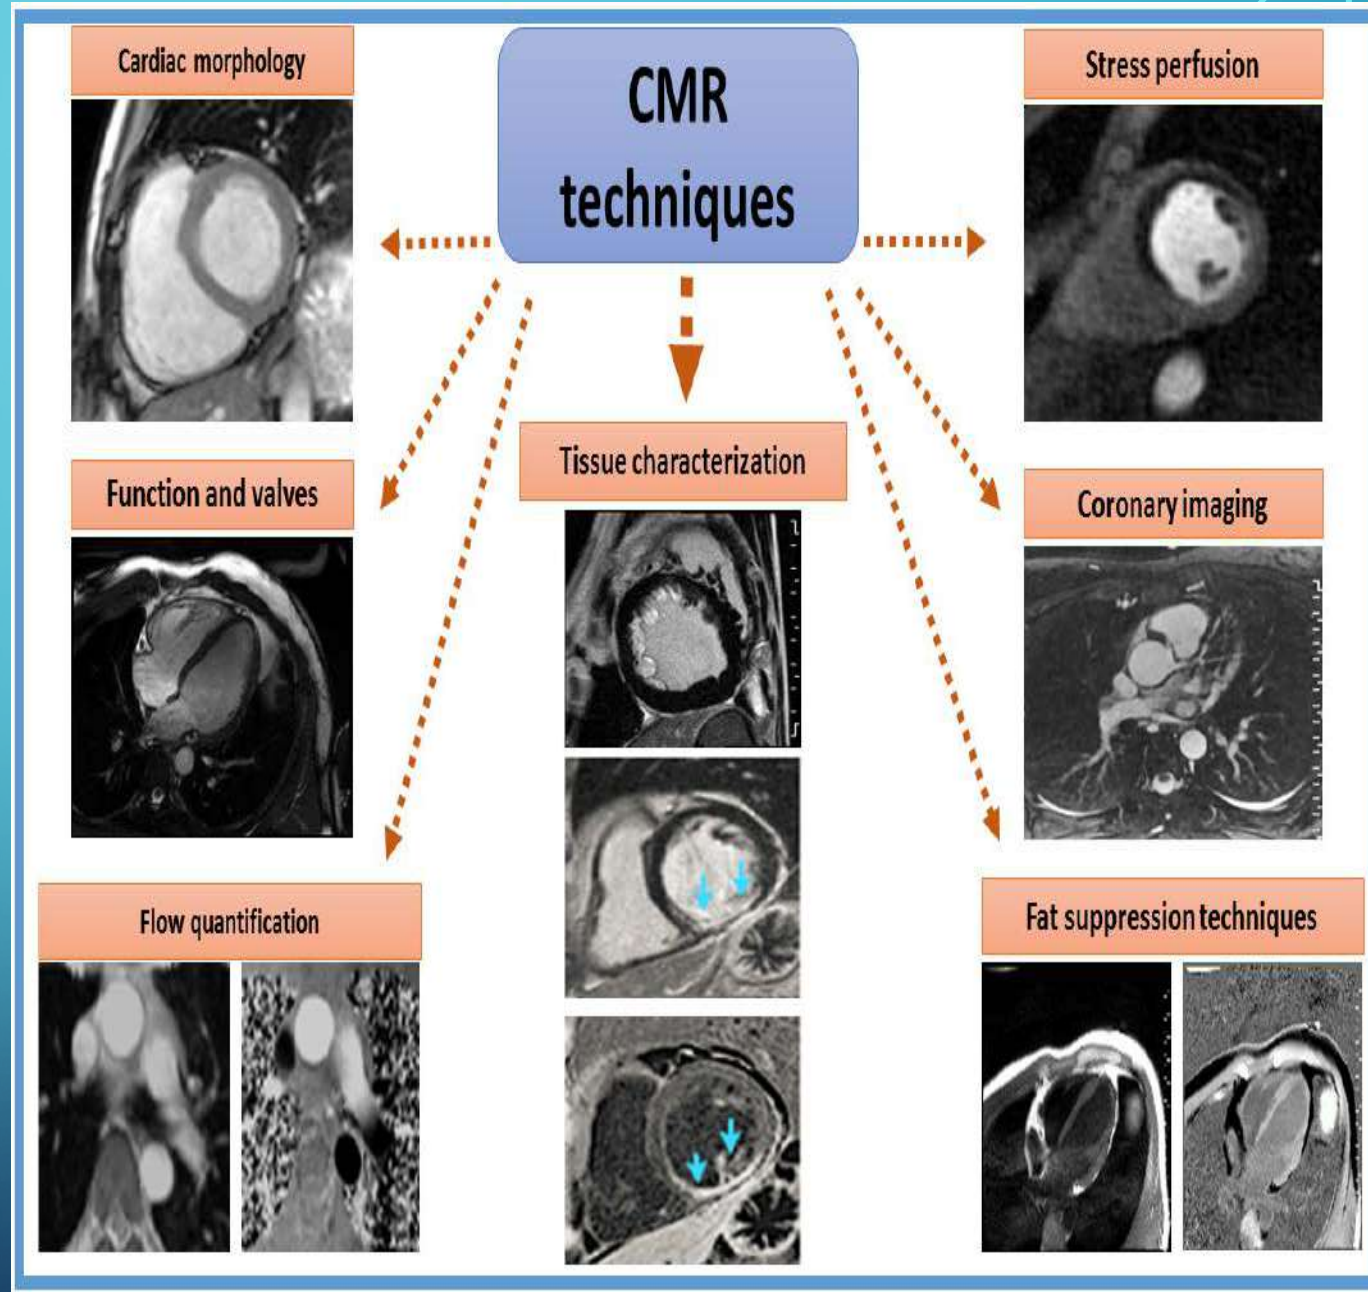 CMR
techniques
Cardiac morphology
Stress perfusion
Function and valves
Tissue characterization
Coronary imaging
Flow quantification
Fat suppression techniques